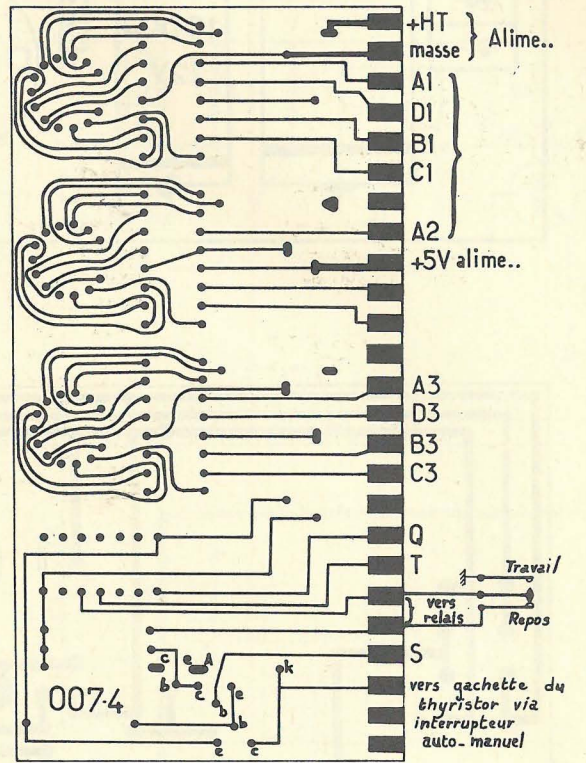 +HT
masse
Alime..
A1
D1
B1
C1
A2
+5V alime..
A3
D3
B3
C3
Q
T
Travail
vers
relais
Repos
S
c
e
A
b
c
k
e
b
b
e
c
007-4
vers gachette du
thyristor via
interrupteur
auto-manuel